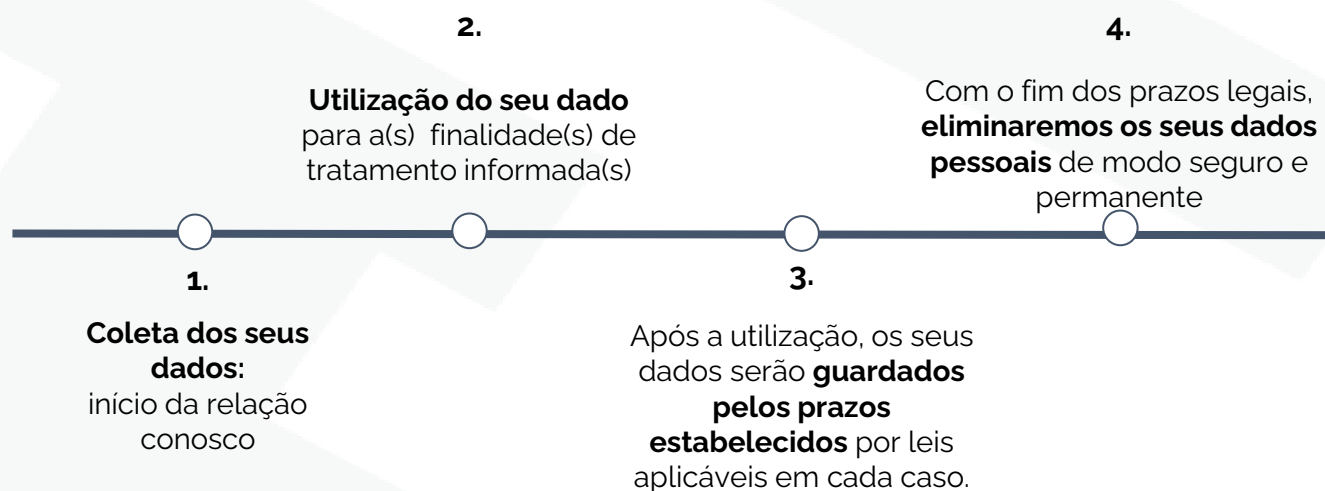 1.
Coleta dos seus
dados:
início da relação
conosco
2.
Utilização do seu dado
para a(s) finalidade(s) de
tratamento informada(s)
3.
Após a utilização, os seus
dados serão guardados
pelos prazos
estabelecidos por leis
aplicáveis em cada caso.
4.
Com o fim dos prazos legais,
eliminaremos os seus dados
pessoais de modo seguro e
permanente